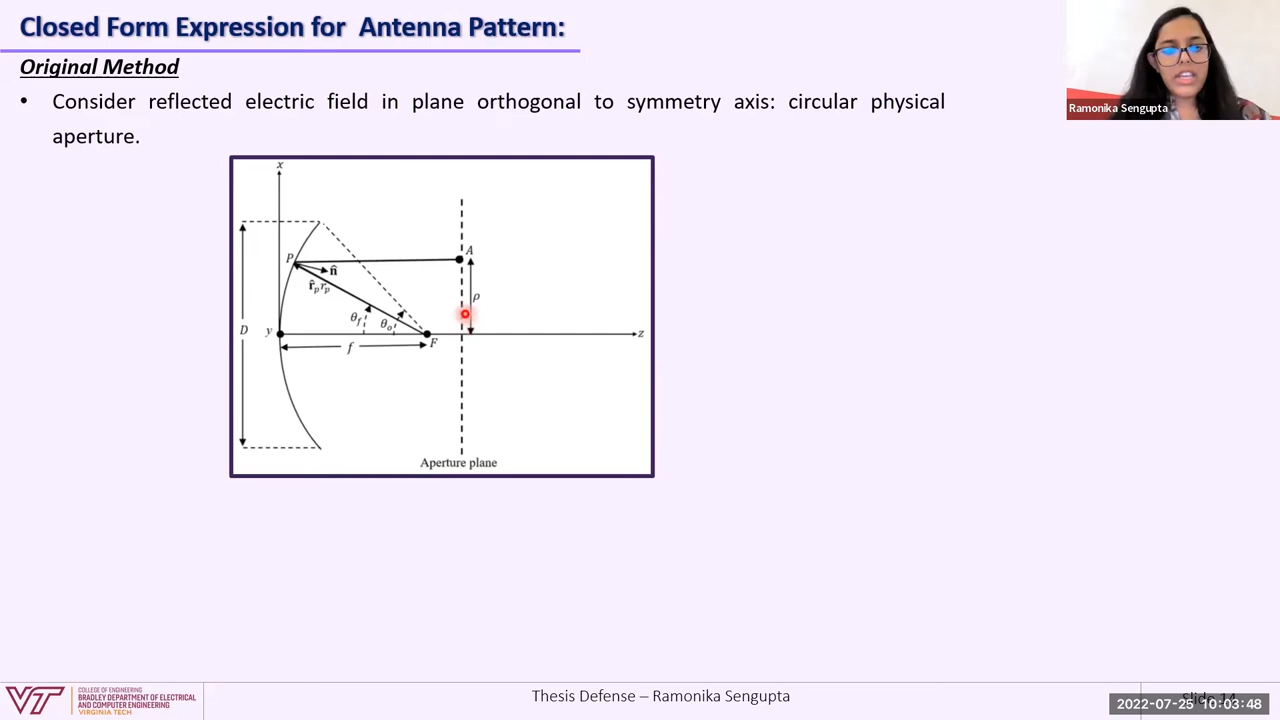 Closed Form Expression for Antenna Pattern:
Original Method
• Consider reflected electric field in plane orthogonal to symmetry axis: circular physical
aperture.
Ramonika Sengupta
x
A
P
n̂
r̂ₚrₚ
ρ
θf
θo
D
y
z
f
F
Aperture plane
VT
COLLEGE OF ENGINEERING
BRADLEY DEPARTMENT OF ELECTRICAL
AND COMPUTER ENGINEERING
VIRGINIA TECH
Thesis Defense – Ramonika Sengupta
2022-07-25 10:03:48